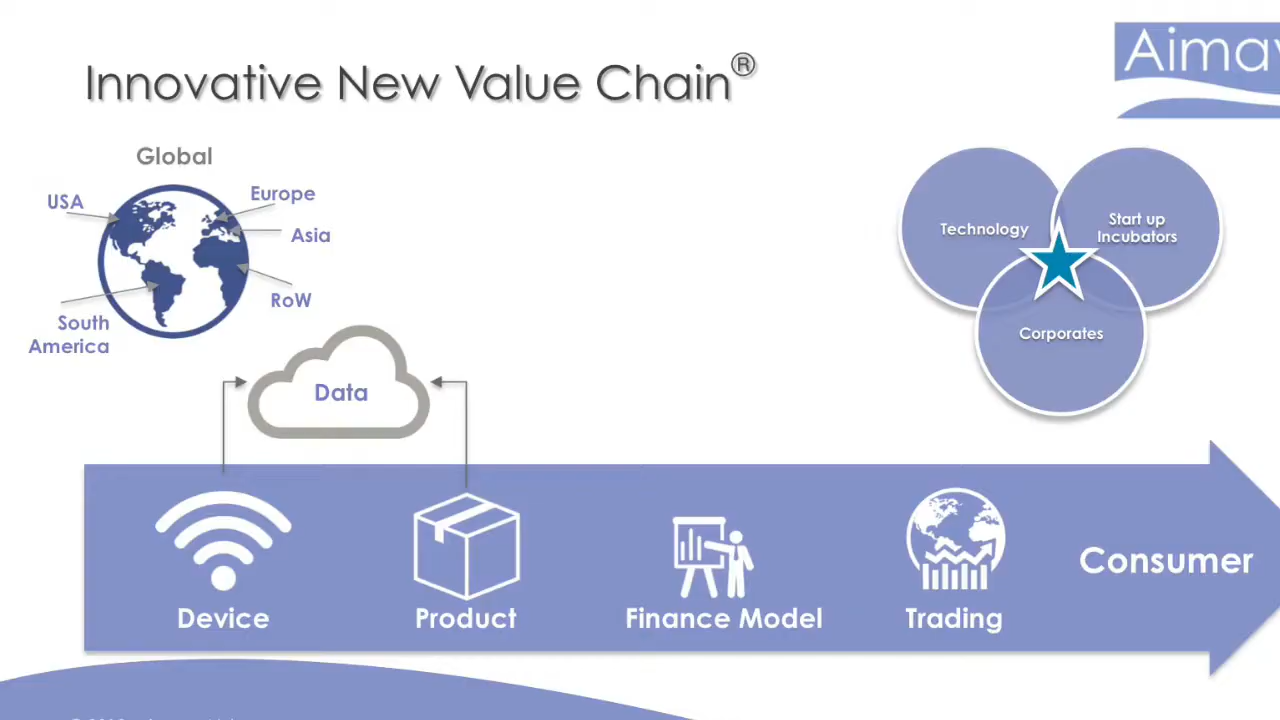 Innovative New Value Chain®
Aimav
Global
USA
Europe
Asia
RoW
South
America
Data
Technology
Start up
Incubators
Corporates
Device
Product
Finance Model
Trading
Consumer